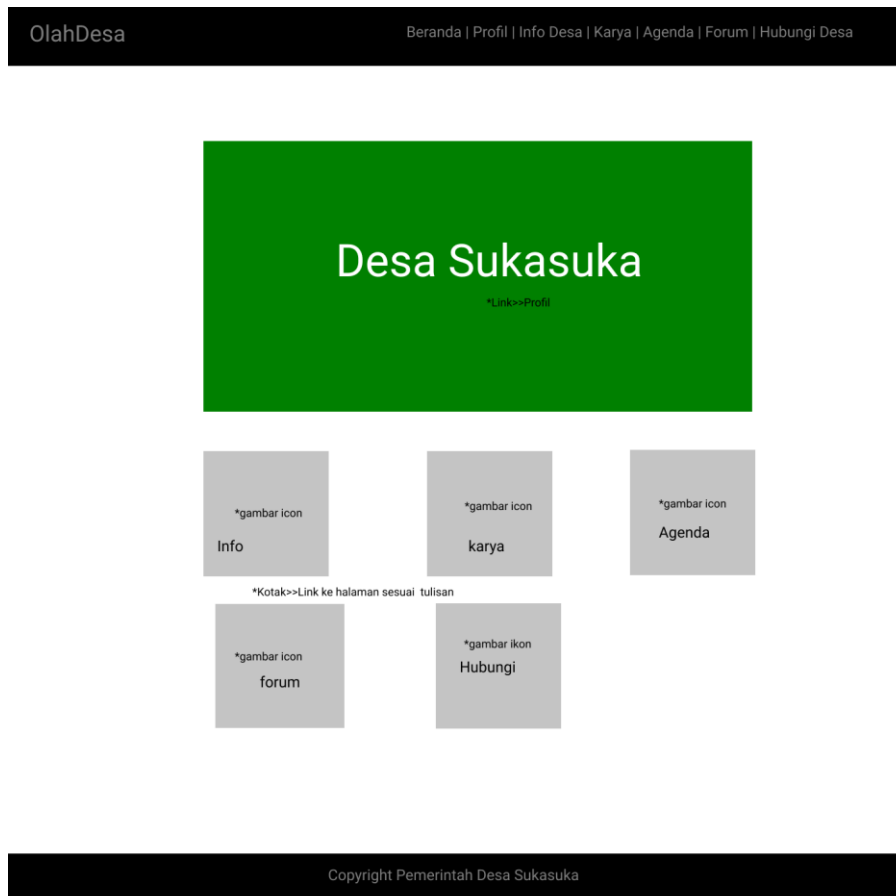 OlahDesa
Beranda | Profil | Info Desa | Karya | Agenda | Forum | Hubungi Desa
Desa Sukasuka
*Link>>Profil
*gambar icon
Info
*gambar icon
karya
*gambar icon
Agenda
*Kotak>>Link ke halaman sesuai tulisan
*gambar icon
forum
*gambar ikon
Hubungi
Copyright Pemerintah Desa Sukasuka